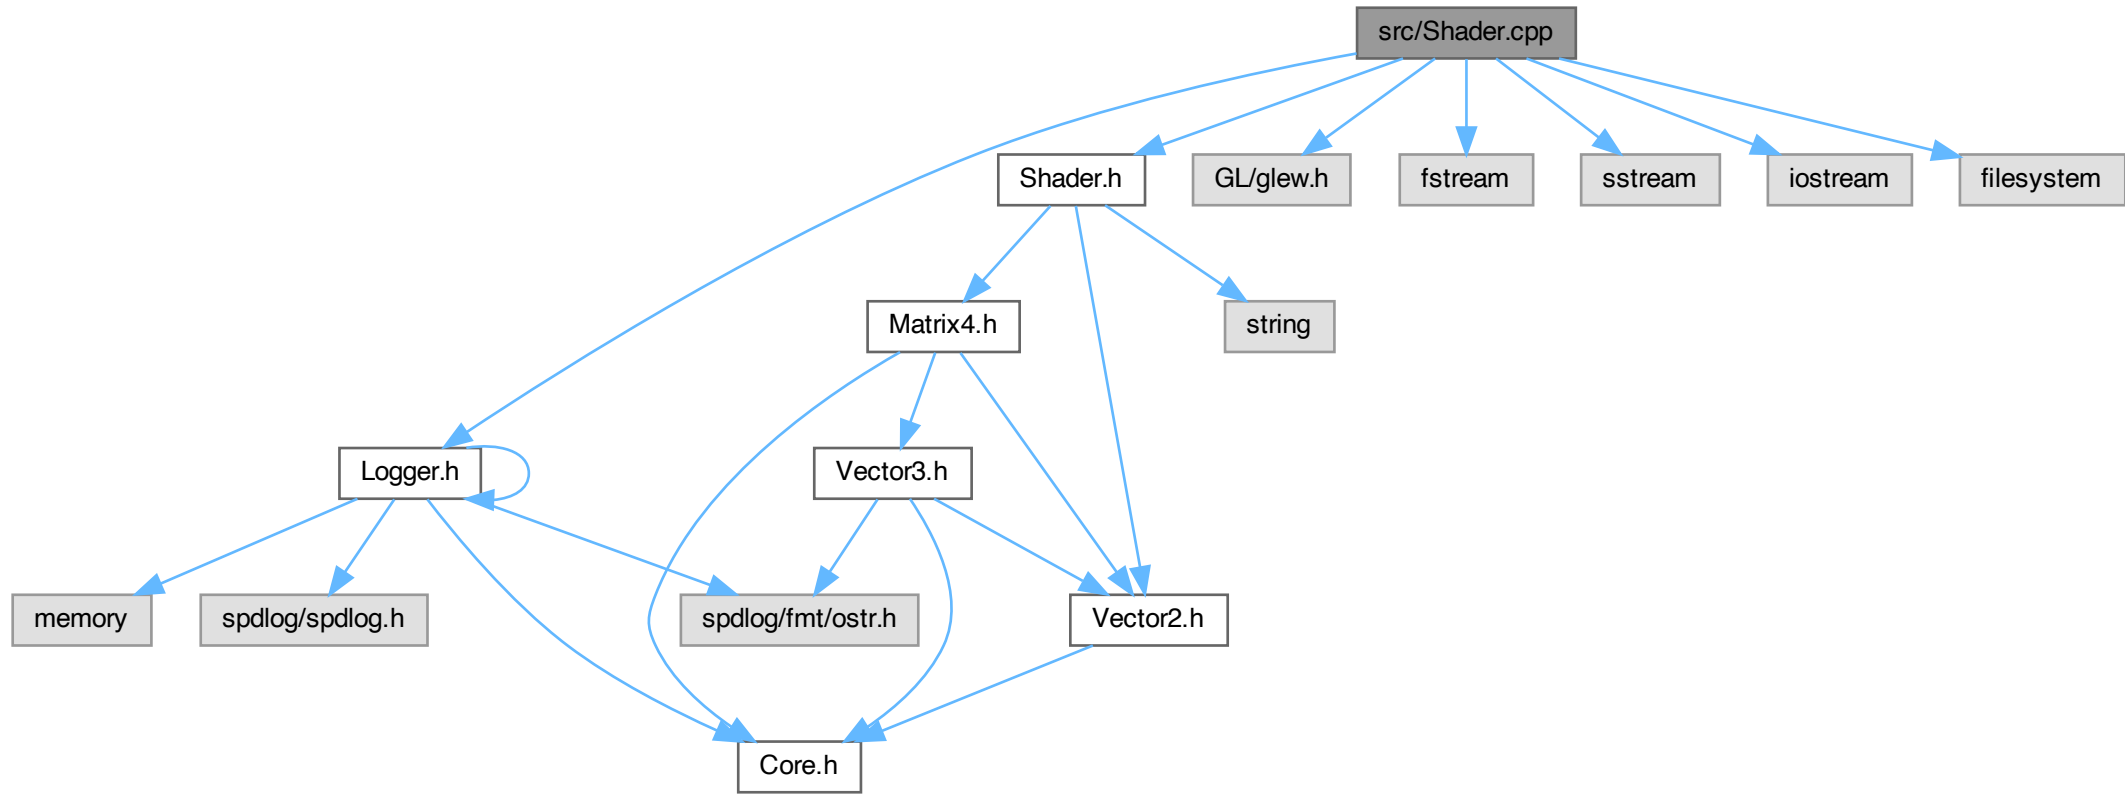 src/Shader.cpp
Shader.h
GL/glew.h
fstream
sstream
iostream
filesystem
Matrix4.h
string
Logger.h
Vector3.h
memory
spdlog/spdlog.h
spdlog/fmt/ostr.h
Vector2.h
Core.h